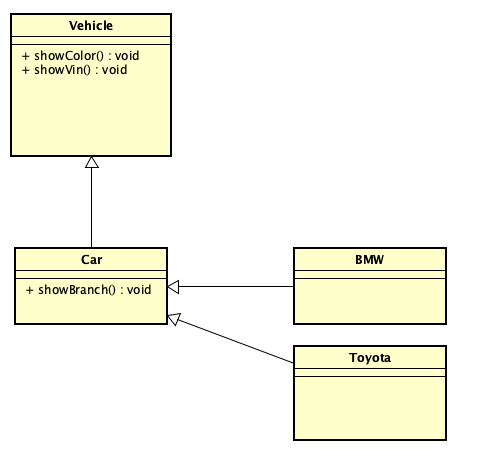 Vehicle
+ showColor() : void
+ showVin() : void
Car
+ showBranch() : void
BMW
Toyota